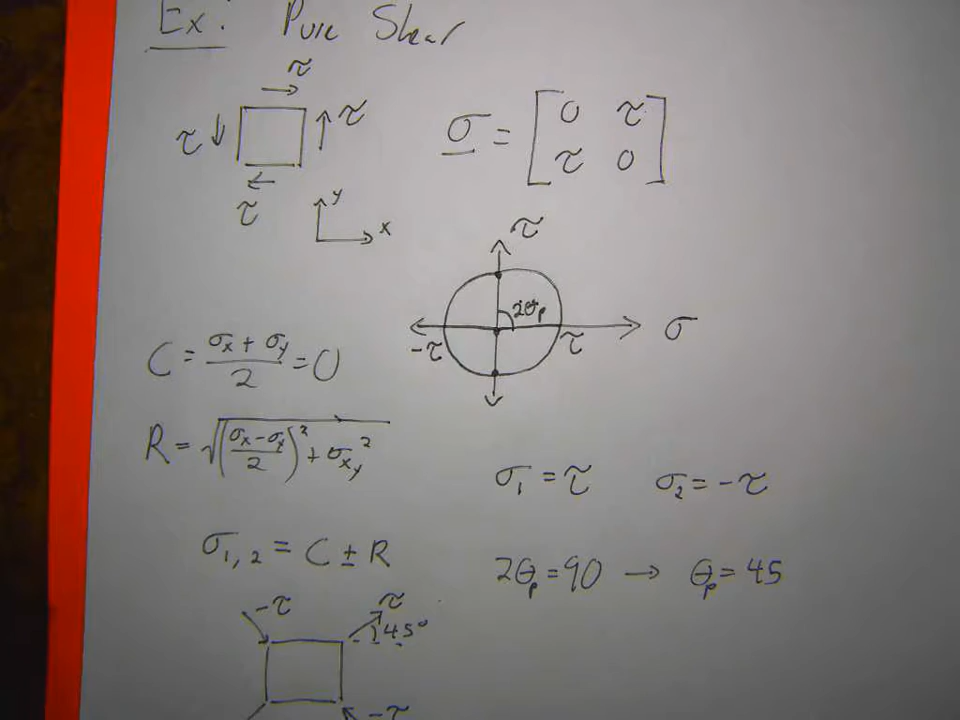 Ex: Pure Shear
τ
τ τ
τ
y
x
σ = [0 τ
τ 0]
τ
2θp
-τ τ σ
C = (σx + σy)/2 = 0
R = √(((σx - σy)/2)² + σxy²)
σ1 = τ σ2 = -τ
σ1,2 = C ± R
2θp = 90 → θp = 45
-τ τ
45°
-τ